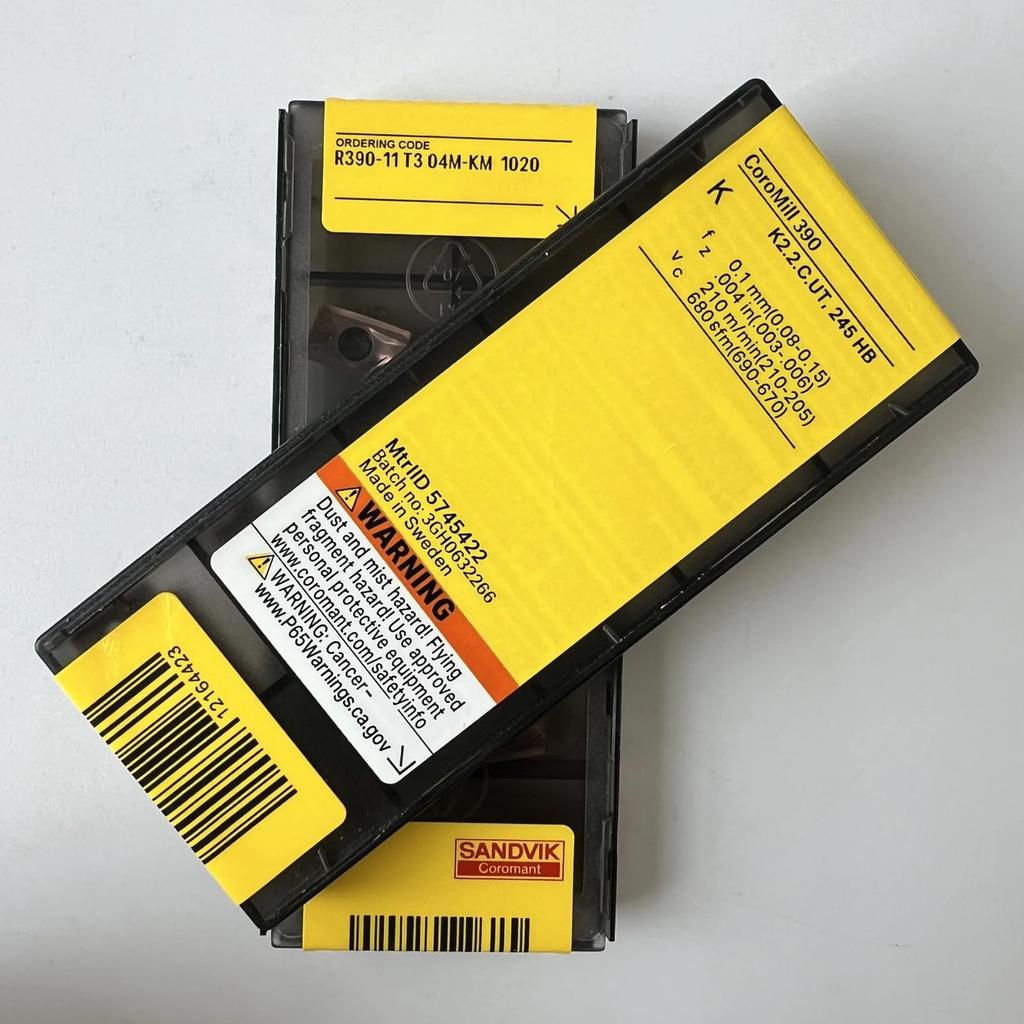 ORDERING CODE
R390-11 T3 04M-KM 1020
CoroMill 390
K2.2.C.UT, 245 HB
K
f z 0.1 mm(0.08-0.15)
.004 in(.003-.006)
v c 210 m/min(210-205)
680sfm(690-670)
MtrlID 5745422
Batch no: 3GH0632266
Made in Sweden
WARNING
Dust and mist hazard! Flying
fragment hazard! Use approved
personal protective equipment
www.coromant.com/safetyinfo
WARNING: Cancer-
www.P65Warnings.ca.gov
12164423
SANDVIK
Coromant